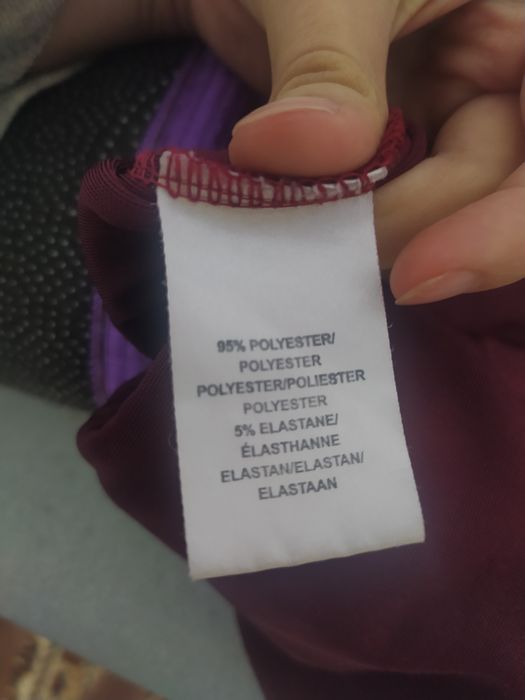 95% POLYESTER/
POLYESTER
POLYESTER/POLIESTER
POLYESTER
5% ELASTANE/
ÉLASTHANNE
ELASTAN/ELASTAN/
ELASTAAN